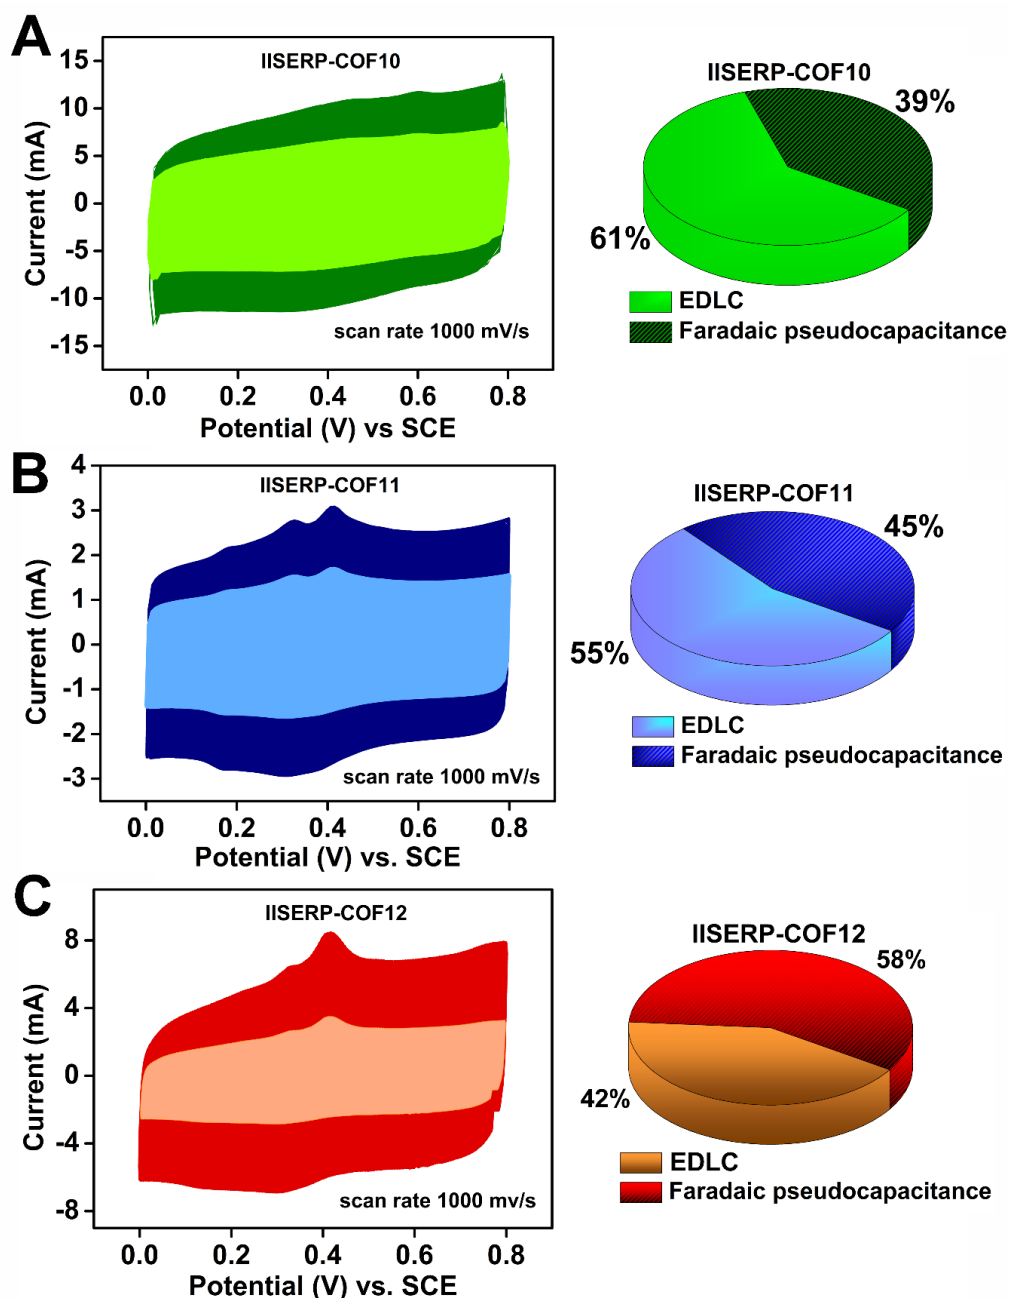 A
IISERP-COF10
15
10
5
0
-5
-10
-15
Current (mA)
scan rate 1000 mV/s
0.0 0.2 0.4 0.6 0.8
Potential (V) vs SCE
IISERP-COF10
39%
61%
EDLC
Faradaic pseudocapacitance
B
IISERP-COF11
4
3
2
1
0
-1
-2
-3
Current (mA)
scan rate 1000 mV/s
0.0 0.2 0.4 0.6 0.8
Potential (V) vs. SCE
IISERP-COF11
45%
55%
EDLC
Faradaic pseudocapacitance
C
IISERP-COF12
8
4
0
-4
-8
Current (mA)
scan rate 1000 mv/s
0.0 0.2 0.4 0.6 0.8
Potential (V) vs. SCE
IISERP-COF12
58%
42%
EDLC
Faradaic pseudocapacitance